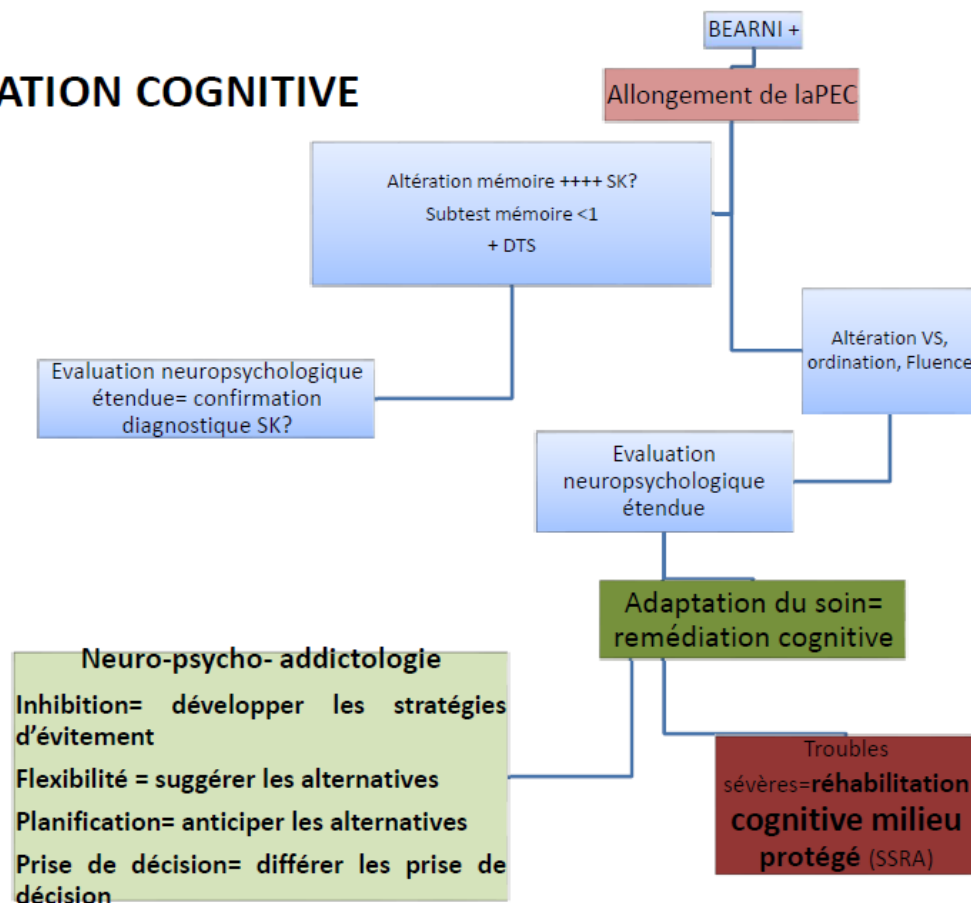 BEARNI +
ATION COGNITIVE
Allongement de laPEC
Altération mémoire ++++ SK?
Subtest mémoire <1
+ DTS
Altération VS,
ordination, Fluence
Evaluation neuropsychologique
étendue= confirmation
diagnostique SK?
Evaluation
neuropsychologique
étendue
Adaptation du soin=
remédiation cognitive
Neuro-psycho- addictologie
Inhibition= développer les stratégies
d'évitement
Flexibilité = suggérer les alternatives
Planification= anticiper les alternatives
Prise de décision= différer les prise de
décision
Troubles
sévères=réhabilitation
cognitive milieu
protégé (SSRA)